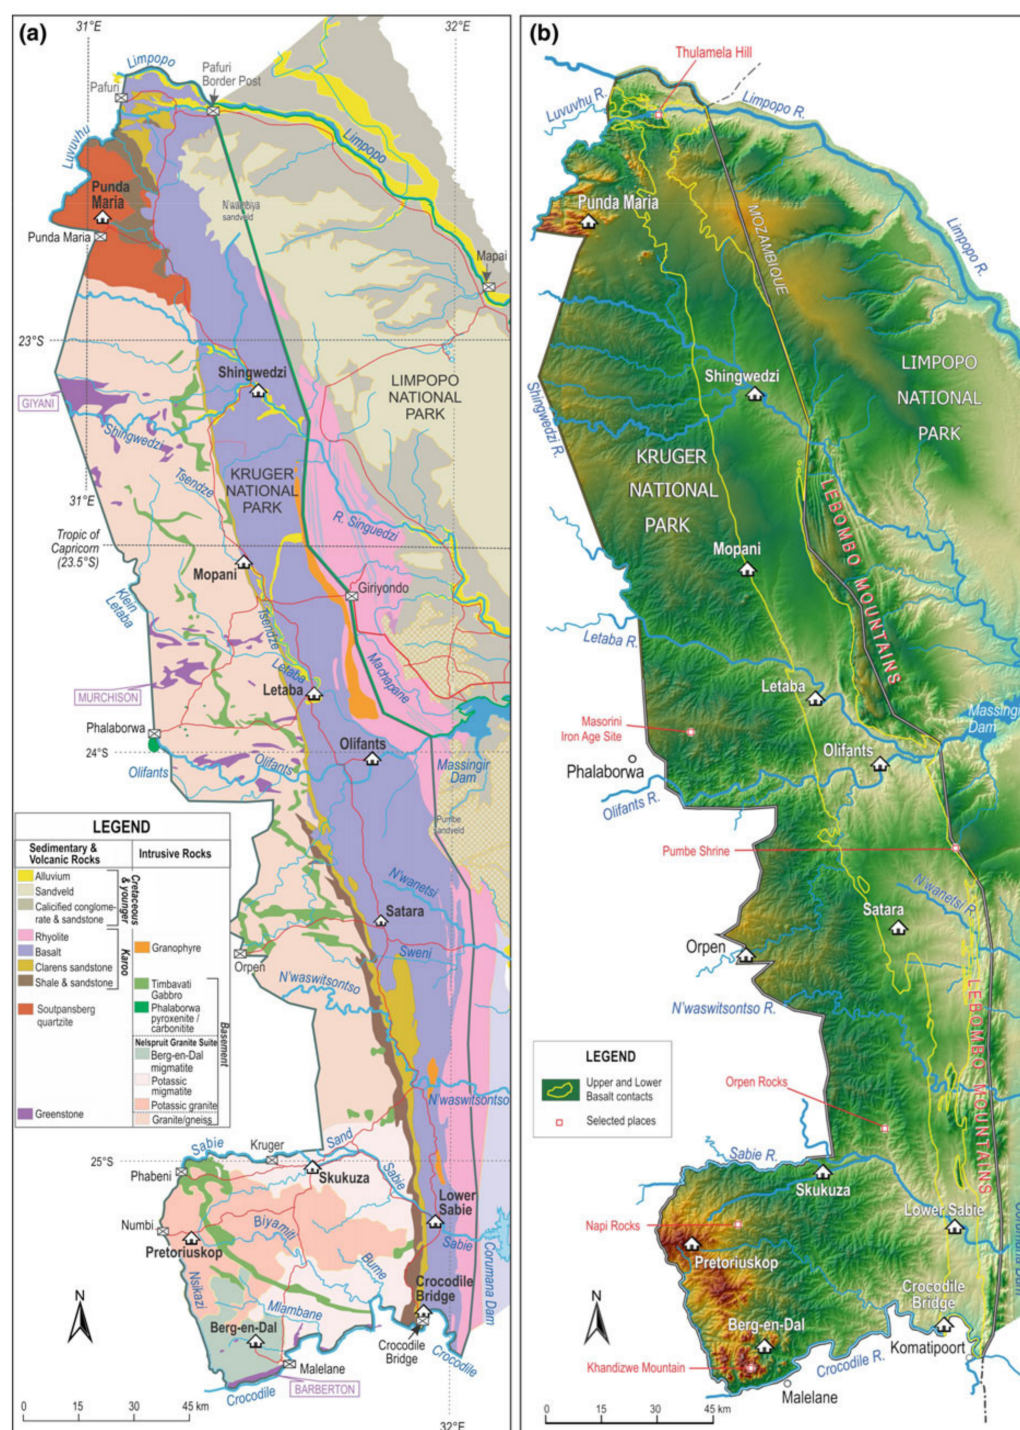 (a)
31°E
32°E
Limpopo
Pafuri
Border Post
Pafuri
Luvuvhu
Limpopo
Punda
Maria
N'wambiya
sandveld
Punda Maria
Mapai
23°S
Shingwedzi
LIMPOPO
NATIONAL
PARK
GIYANI
Shingwedzi
Tsendze
KRUGER
NATIONAL
PARK
31°E
R. Singuedzi
Tropic of
Capricorn
(23.5°S)
Mopani
Giriyondo
Klein
Letaba
Tsendze
Letaba
Machapane
MURCHISON
Letaba
Phalaborwa
Olifants
24°S
Olifants
Olifants
Massingir
Dam
Pumbe
sandveld
LEGEND
Sedimentary &
Volcanic Rocks
Intrusive Rocks
Alluvium
Sandveld
Calcified conglome-
rate & sandstone
Cretaceous
& younger
Rhyolite
Basalt
Clarens sandstone
Shale & sandstone
Karoo
Granophyre
Timbavati
Gabbro
Phalaborwa
pyroxenite /
carbonitite
Soutpansberg
quartzite
Basement
Nelspruit Granite Suite
Berg-en-Dal
migmatite
Potassic
migmatite
Potassic granite
Granite/gneiss
Greenstone
N'wanetsi
Satara
Sweni
Orpen
N'waswitsontso
N'waswitsontso
25°S
Sabie
Kruger
Sand
Phabeni
Skukuza
Sabie
Lower
Sabie
Numbi
Biyamiti
Sabie
Pretoriuskop
Bume
Corumana Dam
Nsikazi
Mlambane
Crocodile
Bridge
N
Berg-en-Dal
Crocodile
Bridge
Crocodile
Malelane
BARBERTON
Crocodile
0 15 30 45 km
32°E
(b)
Thulamela Hill
Luvuvhu R.
Limpopo R.
Punda Maria
MOZAMBIQUE
Limpopo R.
LIMPOPO
NATIONAL
PARK
Shingwedzi
Shingwedzi R.
KRUGER
NATIONAL
PARK
LEBOMBO MOUNTAINS
Mopani
Letaba R.
Letaba
Massingir
Dam
Masorini
Iron Age Site
Olifants
Phalaborwa
Olifants R.
Pumbe Shrine
N'wanetsi R.
Satara
Orpen
N'waswitsontso R.
LEBOMBO MOUNTAINS
LEGEND
Upper and Lower
Basalt contacts
Selected places
Orpen Rocks
Sabie R.
Skukuza
Corumana Dam
Napi Rocks
Lower Sabie
Pretoriuskop
Crocodile
Bridge
N
Berg-en-Dal
Komatipoort
Khandizwe Mountain
Crocodile R.
Malelane
0 15 30 45 km